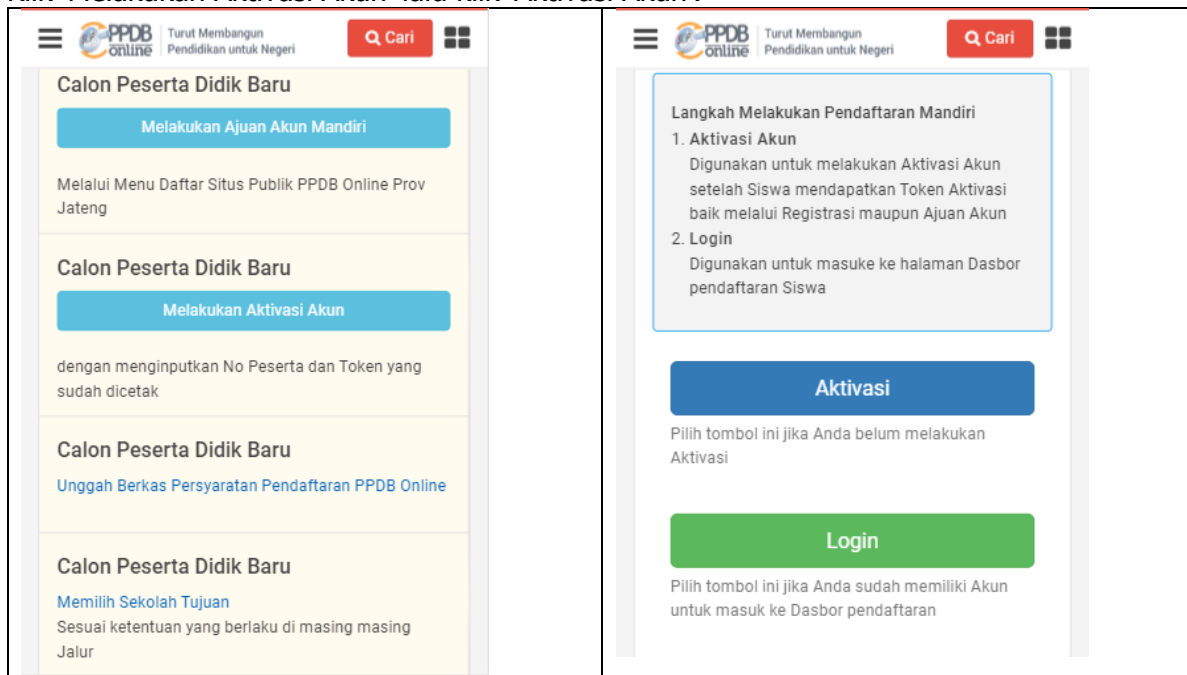 PPDB
online
Turut Membangun
Pendidikan untuk Negeri
Cari
Calon Peserta Didik Baru
Melakukan Ajuan Akun Mandiri
Melalui Menu Daftar Situs Publik PPDB Online Prov
Jateng
Calon Peserta Didik Baru
Melakukan Aktivasi Akun
dengan menginputkan No Peserta dan Token yang
sudah dicetak
Calon Peserta Didik Baru
Unggah Berkas Persyaratan Pendaftaran PPDB Online
Calon Peserta Didik Baru
Memilih Sekolah Tujuan
Sesuai ketentuan yang berlaku di masing masing
Jalur
PPDB
online
Turut Membangun
Pendidikan untuk Negeri
Cari
Langkah Melakukan Pendaftaran Mandiri
1. Aktivasi Akun
Digunakan untuk melakukan Aktivasi Akun
setelah Siswa mendapatkan Token Aktivasi
baik melalui Registrasi maupun Ajuan Akun
2. Login
Digunakan untuk masuke ke halaman Dasbor
pendaftaran Siswa
Aktivasi
Pilih tombol ini jika Anda belum melakukan
Aktivasi
Login
Pilih tombol ini jika Anda sudah memiliki Akun
untuk masuk ke Dasbor pendaftaran